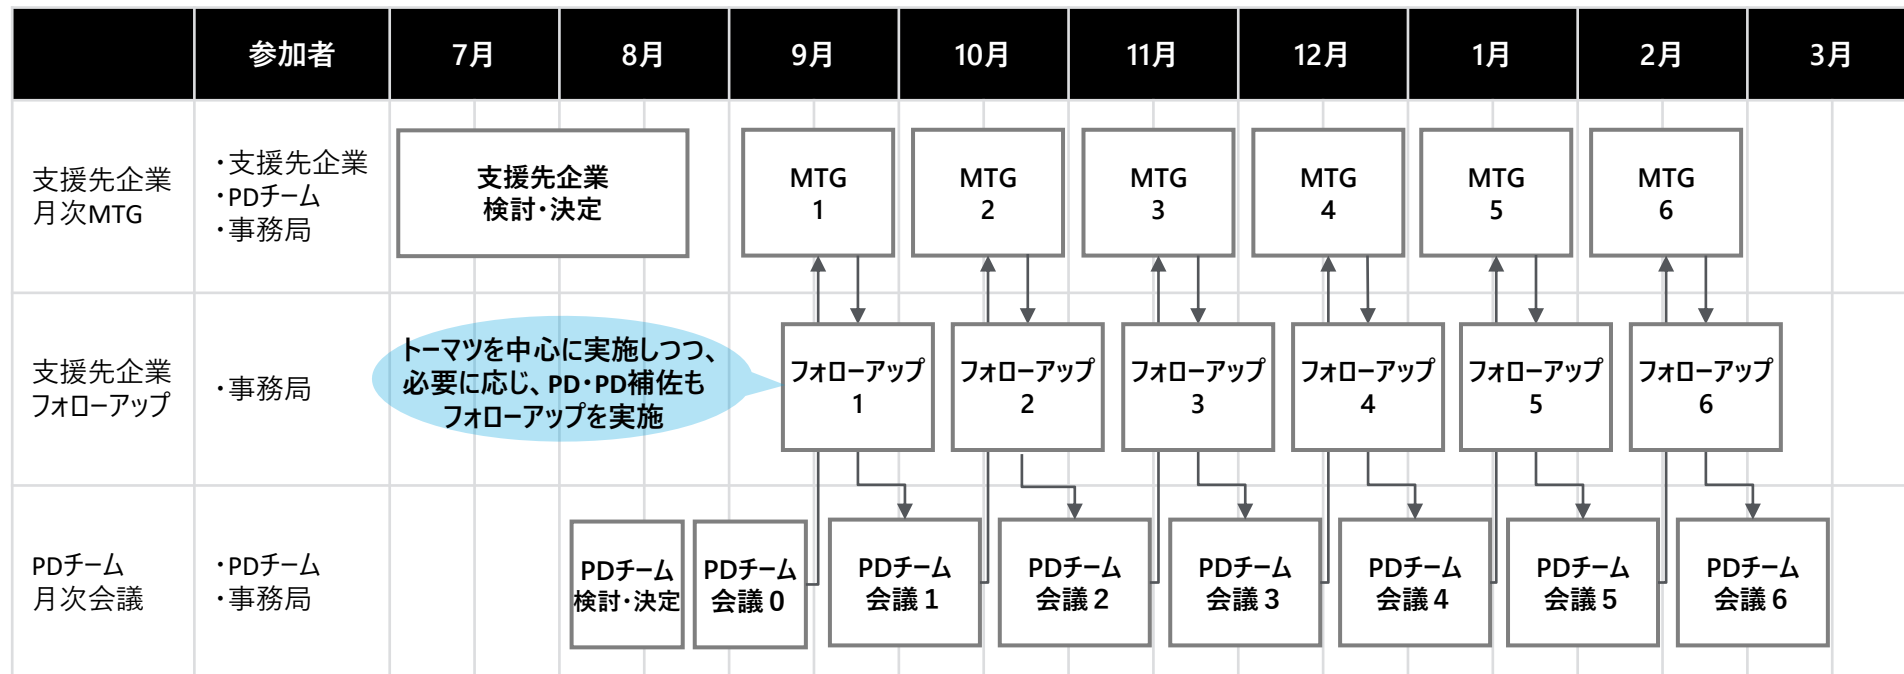 参加者
7月
8月
9月
10月
11月
12月
1月
2月
3月
支援先企業
月次MTG
・支援先企業
・PDチーム
・事務局
支援先企業
検討・決定
MTG
1
MTG
2
MTG
3
MTG
4
MTG
5
MTG
6
支援先企業
フォローアップ
・事務局
トーマツを中心に実施しつつ、
必要に応じ、PD・PD補佐も
フォローアップを実施
フォローアップ
1
フォローアップ
2
フォローアップ
3
フォローアップ
4
フォローアップ
5
フォローアップ
6
PDチーム
月次会議
・PDチーム
・事務局
PDチーム
検討・決定
PDチーム
会議0
PDチーム
会議1
PDチーム
会議2
PDチーム
会議3
PDチーム
会議4
PDチーム
会議5
PDチーム
会議6